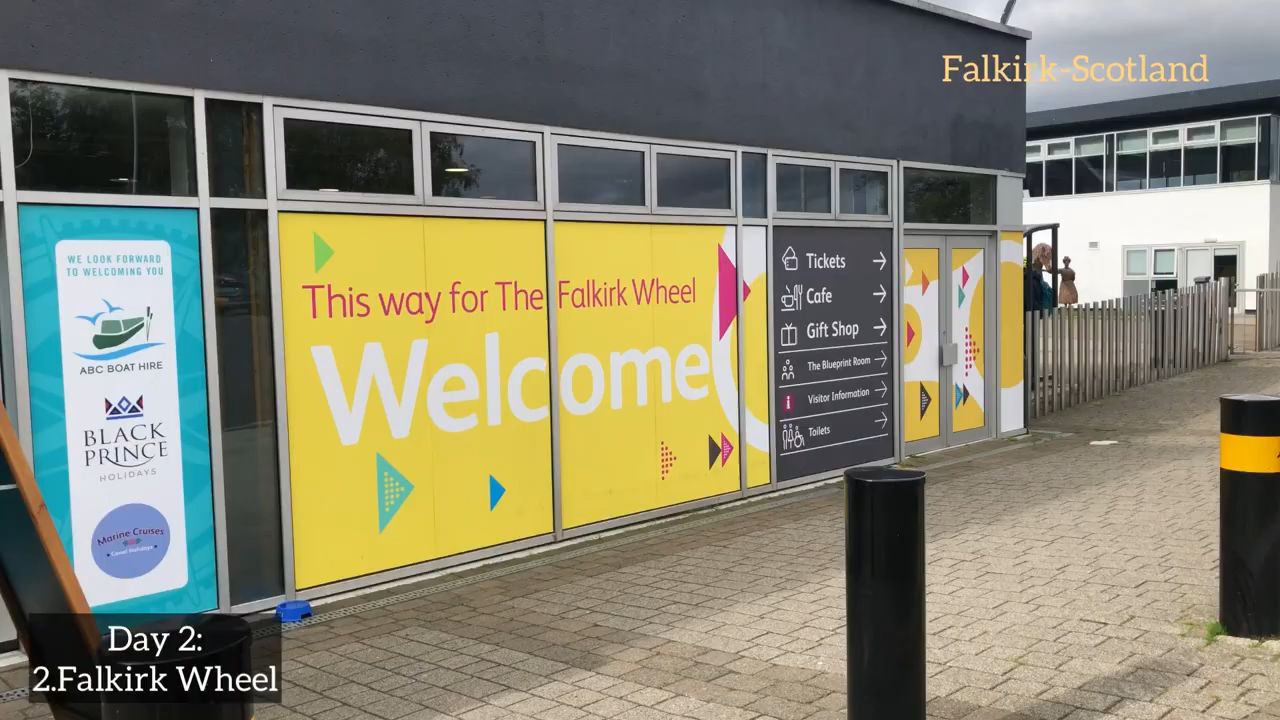 Falkirk-Scotland
WE LOOK FORWARD
TO WELCOMING YOU
ABC BOAT HIRE
BLACK
PRINCE
HOLIDAYS
Marine Cruises
Canal Holidays
This way for The Falkirk Wheel
Welcome
Tickets
Cafe
Gift Shop
The Blueprint Room
Visitor Information
Toilets
Day 2:
2.Falkirk Wheel